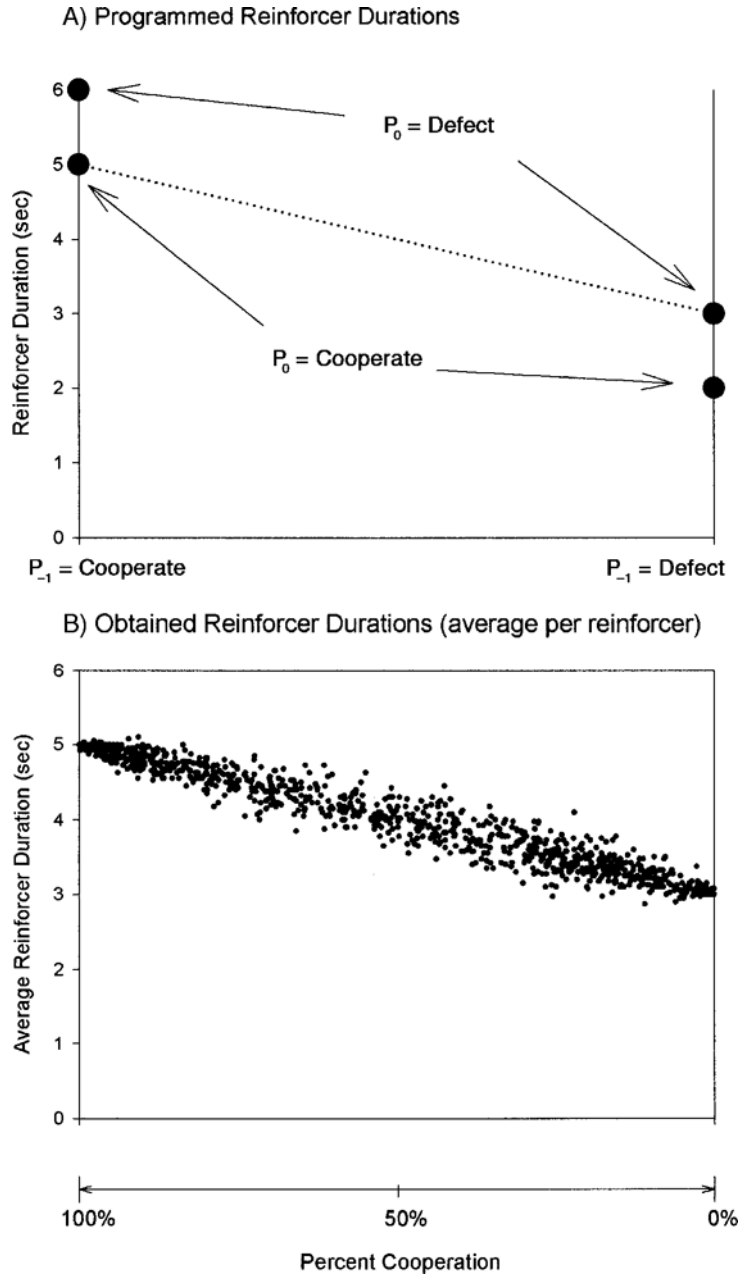 A) Programmed Reinforcer Durations
6
P₀ = Defect
5
4
3
P₀ = Cooperate
2
1
0
Reinforcer Duration (sec)
P₋₁ = Cooperate
P₋₁ = Defect
B) Obtained Reinforcer Durations (average per reinforcer)
6
5
4
3
2
1
0
Average Reinforcer Duration (sec)
100%
50%
0%
Percent Cooperation